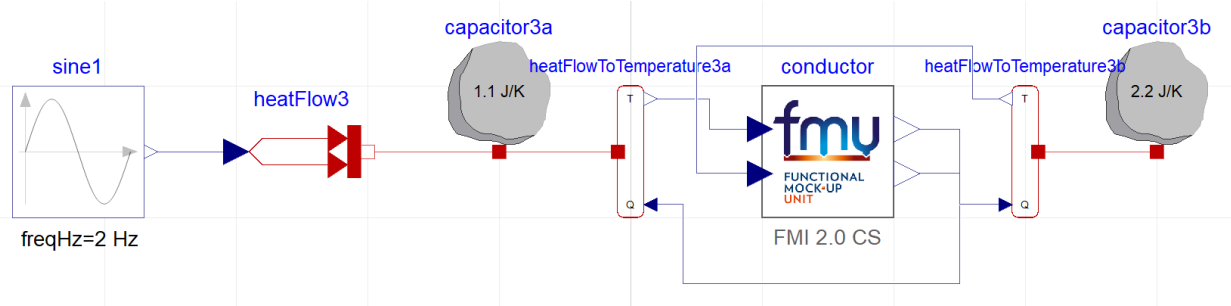 capacitor3a
capacitor3b
sine1
heatFlowToTemperature3a
conductor
heatFlowToTemperature3b
heatFlow3
1.1 J/K
2.2 J/K
T
fmu
T
FUNCTIONAL
MOCK-UP
UNIT
Q
Q
freqHz=2 Hz
FMI 2.0 CS